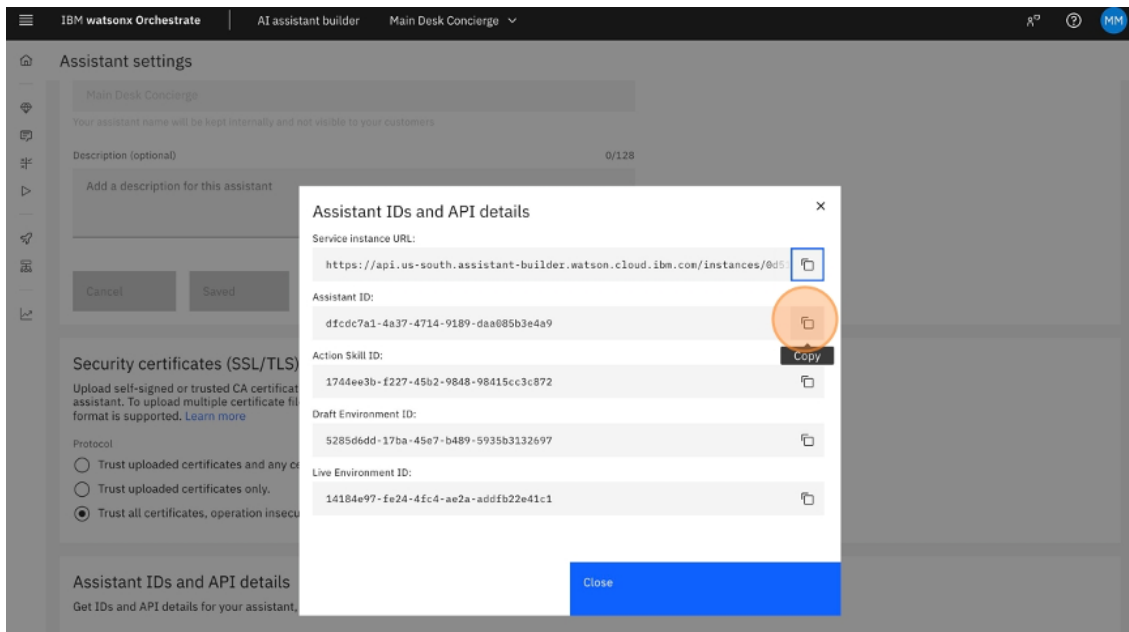 IBM watsonx Orchestrate
AI assistant builder
Main Desk Concierge
MM
Assistant settings
Main Desk Concierge
Your assistant name will be kept internally and not visible to your customers
Description (optional)
0/128
Add a description for this assistant
Cancel
Saved
Security certificates (SSL/TLS)
Upload self-signed or trusted CA certificat
assistant. To upload multiple certificate fil
format is supported. Learn more
Protocol
Trust uploaded certificates and any ce
Trust uploaded certificates only.
Trust all certificates, operation insecu
Assistant IDs and API details
Get IDs and API details for your assistant,
Assistant IDs and API details
Service instance URL:
https://api.us-south.assistant-builder.watson.cloud.ibm.com/instances/0d5
Assistant ID:
dfcdc7a1-4a37-4714-9189-daa085b3e4a9
Copy
Action Skill ID:
1744ee3b-f227-45b2-9848-98415cc3c872
Draft Environment ID:
5285d6dd-17ba-45e7-b489-5935b3132697
Live Environment ID:
14184e97-fe24-4fc4-ae2a-addfb22e41c1
Close